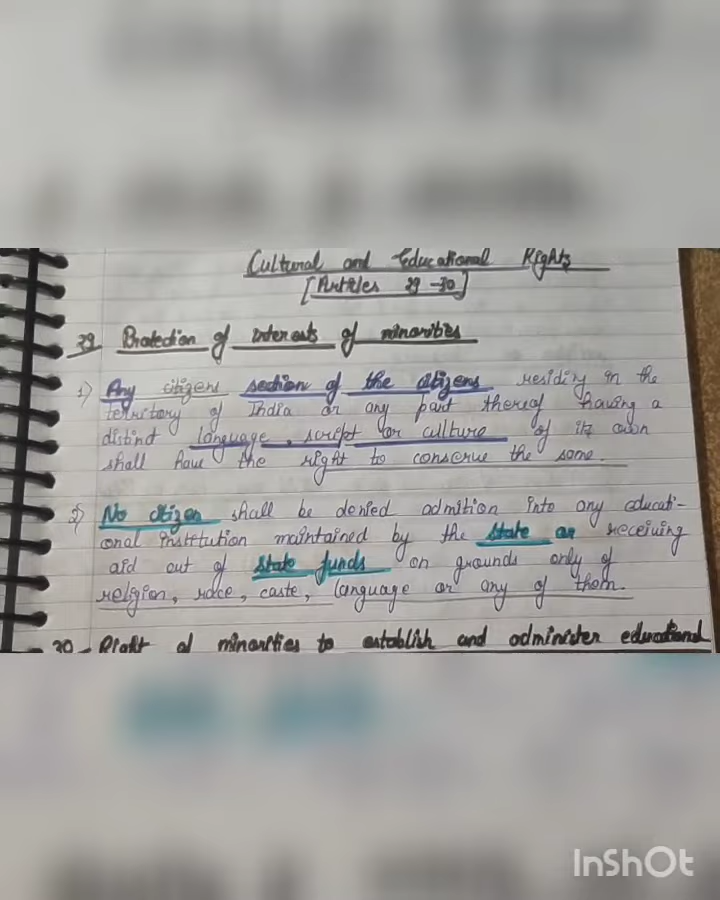 Cultural and Educational Rights
[Articles 29-30]
29 Protection of interests of minorities
1) Any citizens section of the citizens residing in the
territory of India or any part thereof having a
distinct language, script or culture of its own
shall have the right to conserve the same.
2) No citizen shall be denied admition into any educati-
onal institution maintained by the state or receiving
aid out of state funds on grounds only of
religion, race, caste, language or any of them.
30 - Right of minorities to establish and administer educational
InShOt